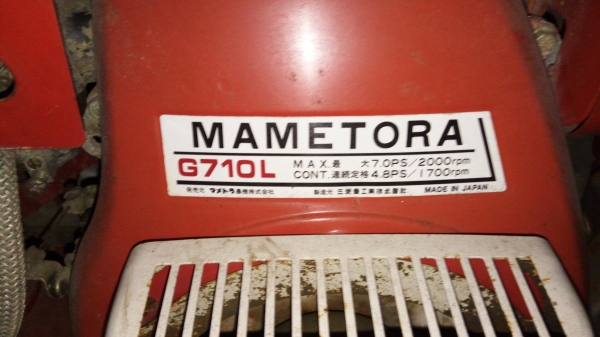 MAMETORA
G710L MAX.最 大7.0PS/2000rpm
CONT.連続定格4.8PS/1700rpm
発売元 マメトラ農機株式会社 製造元 三菱重工業株式會社 MADE IN JAPAN